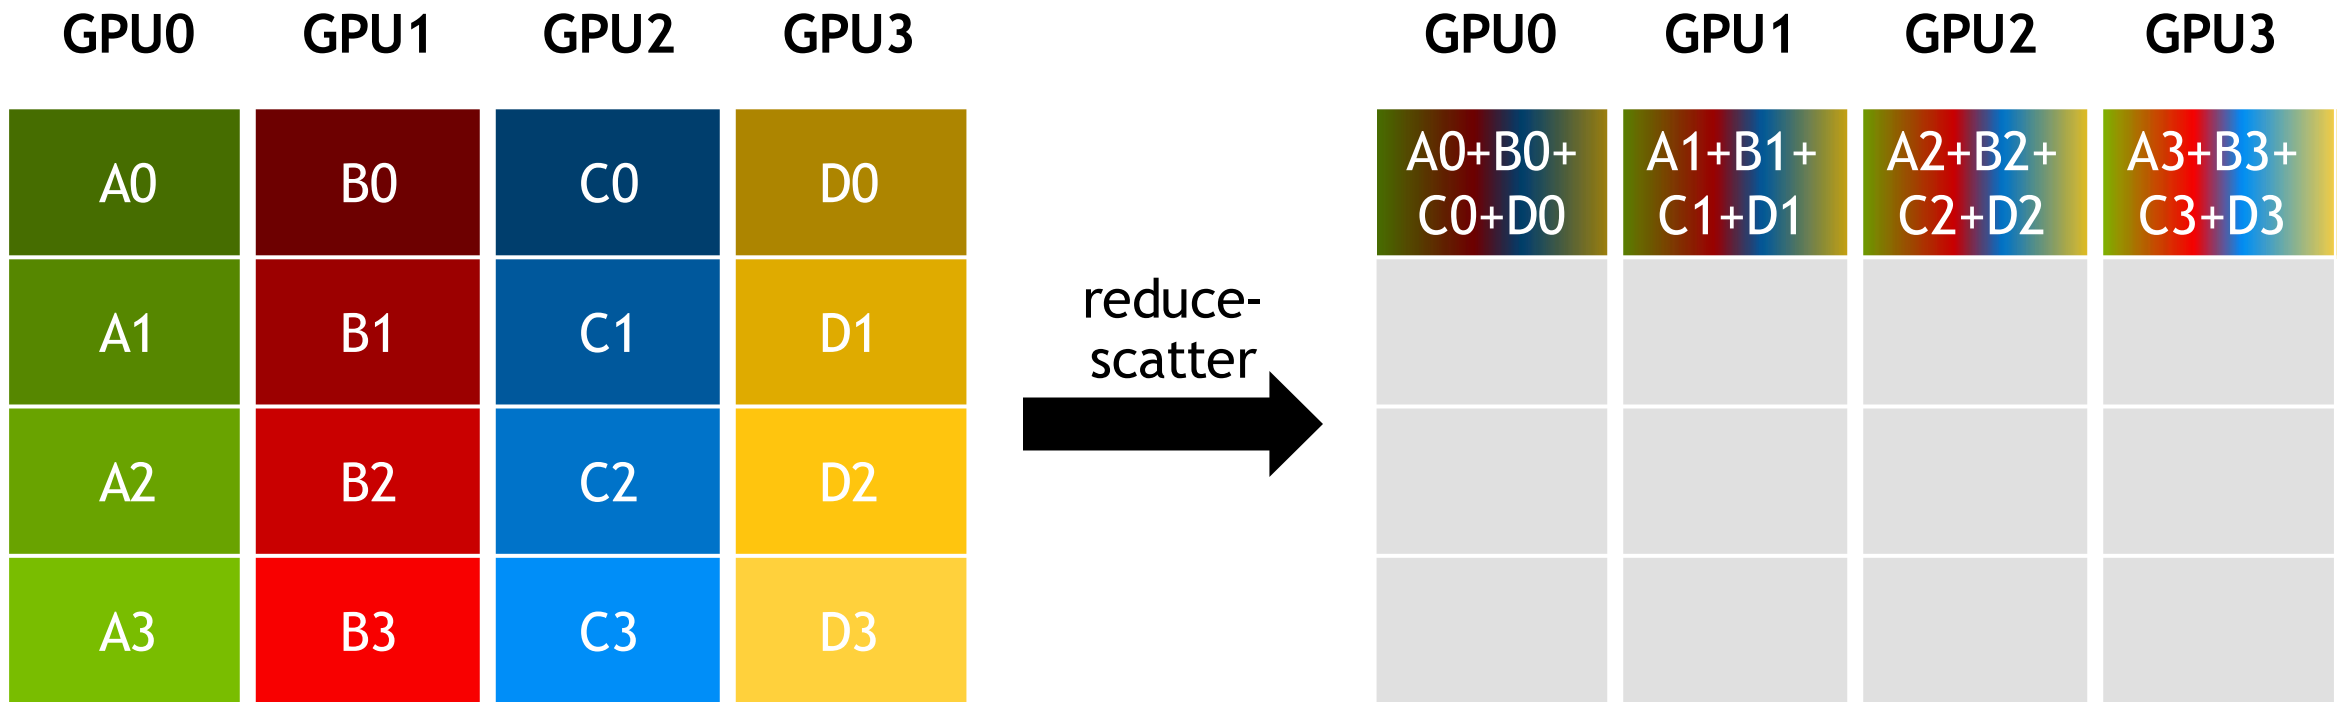 GPU0 GPU1 GPU2 GPU3
A0 B0 C0 D0
A1 B1 C1 D1
A2 B2 C2 D2
A3 B3 C3 D3
reduce-
scatter
GPU0 GPU1 GPU2 GPU3
A0+B0+ A1+B1+ A2+B2+ A3+B3+
C0+D0 C1+D1 C2+D2 C3+D3